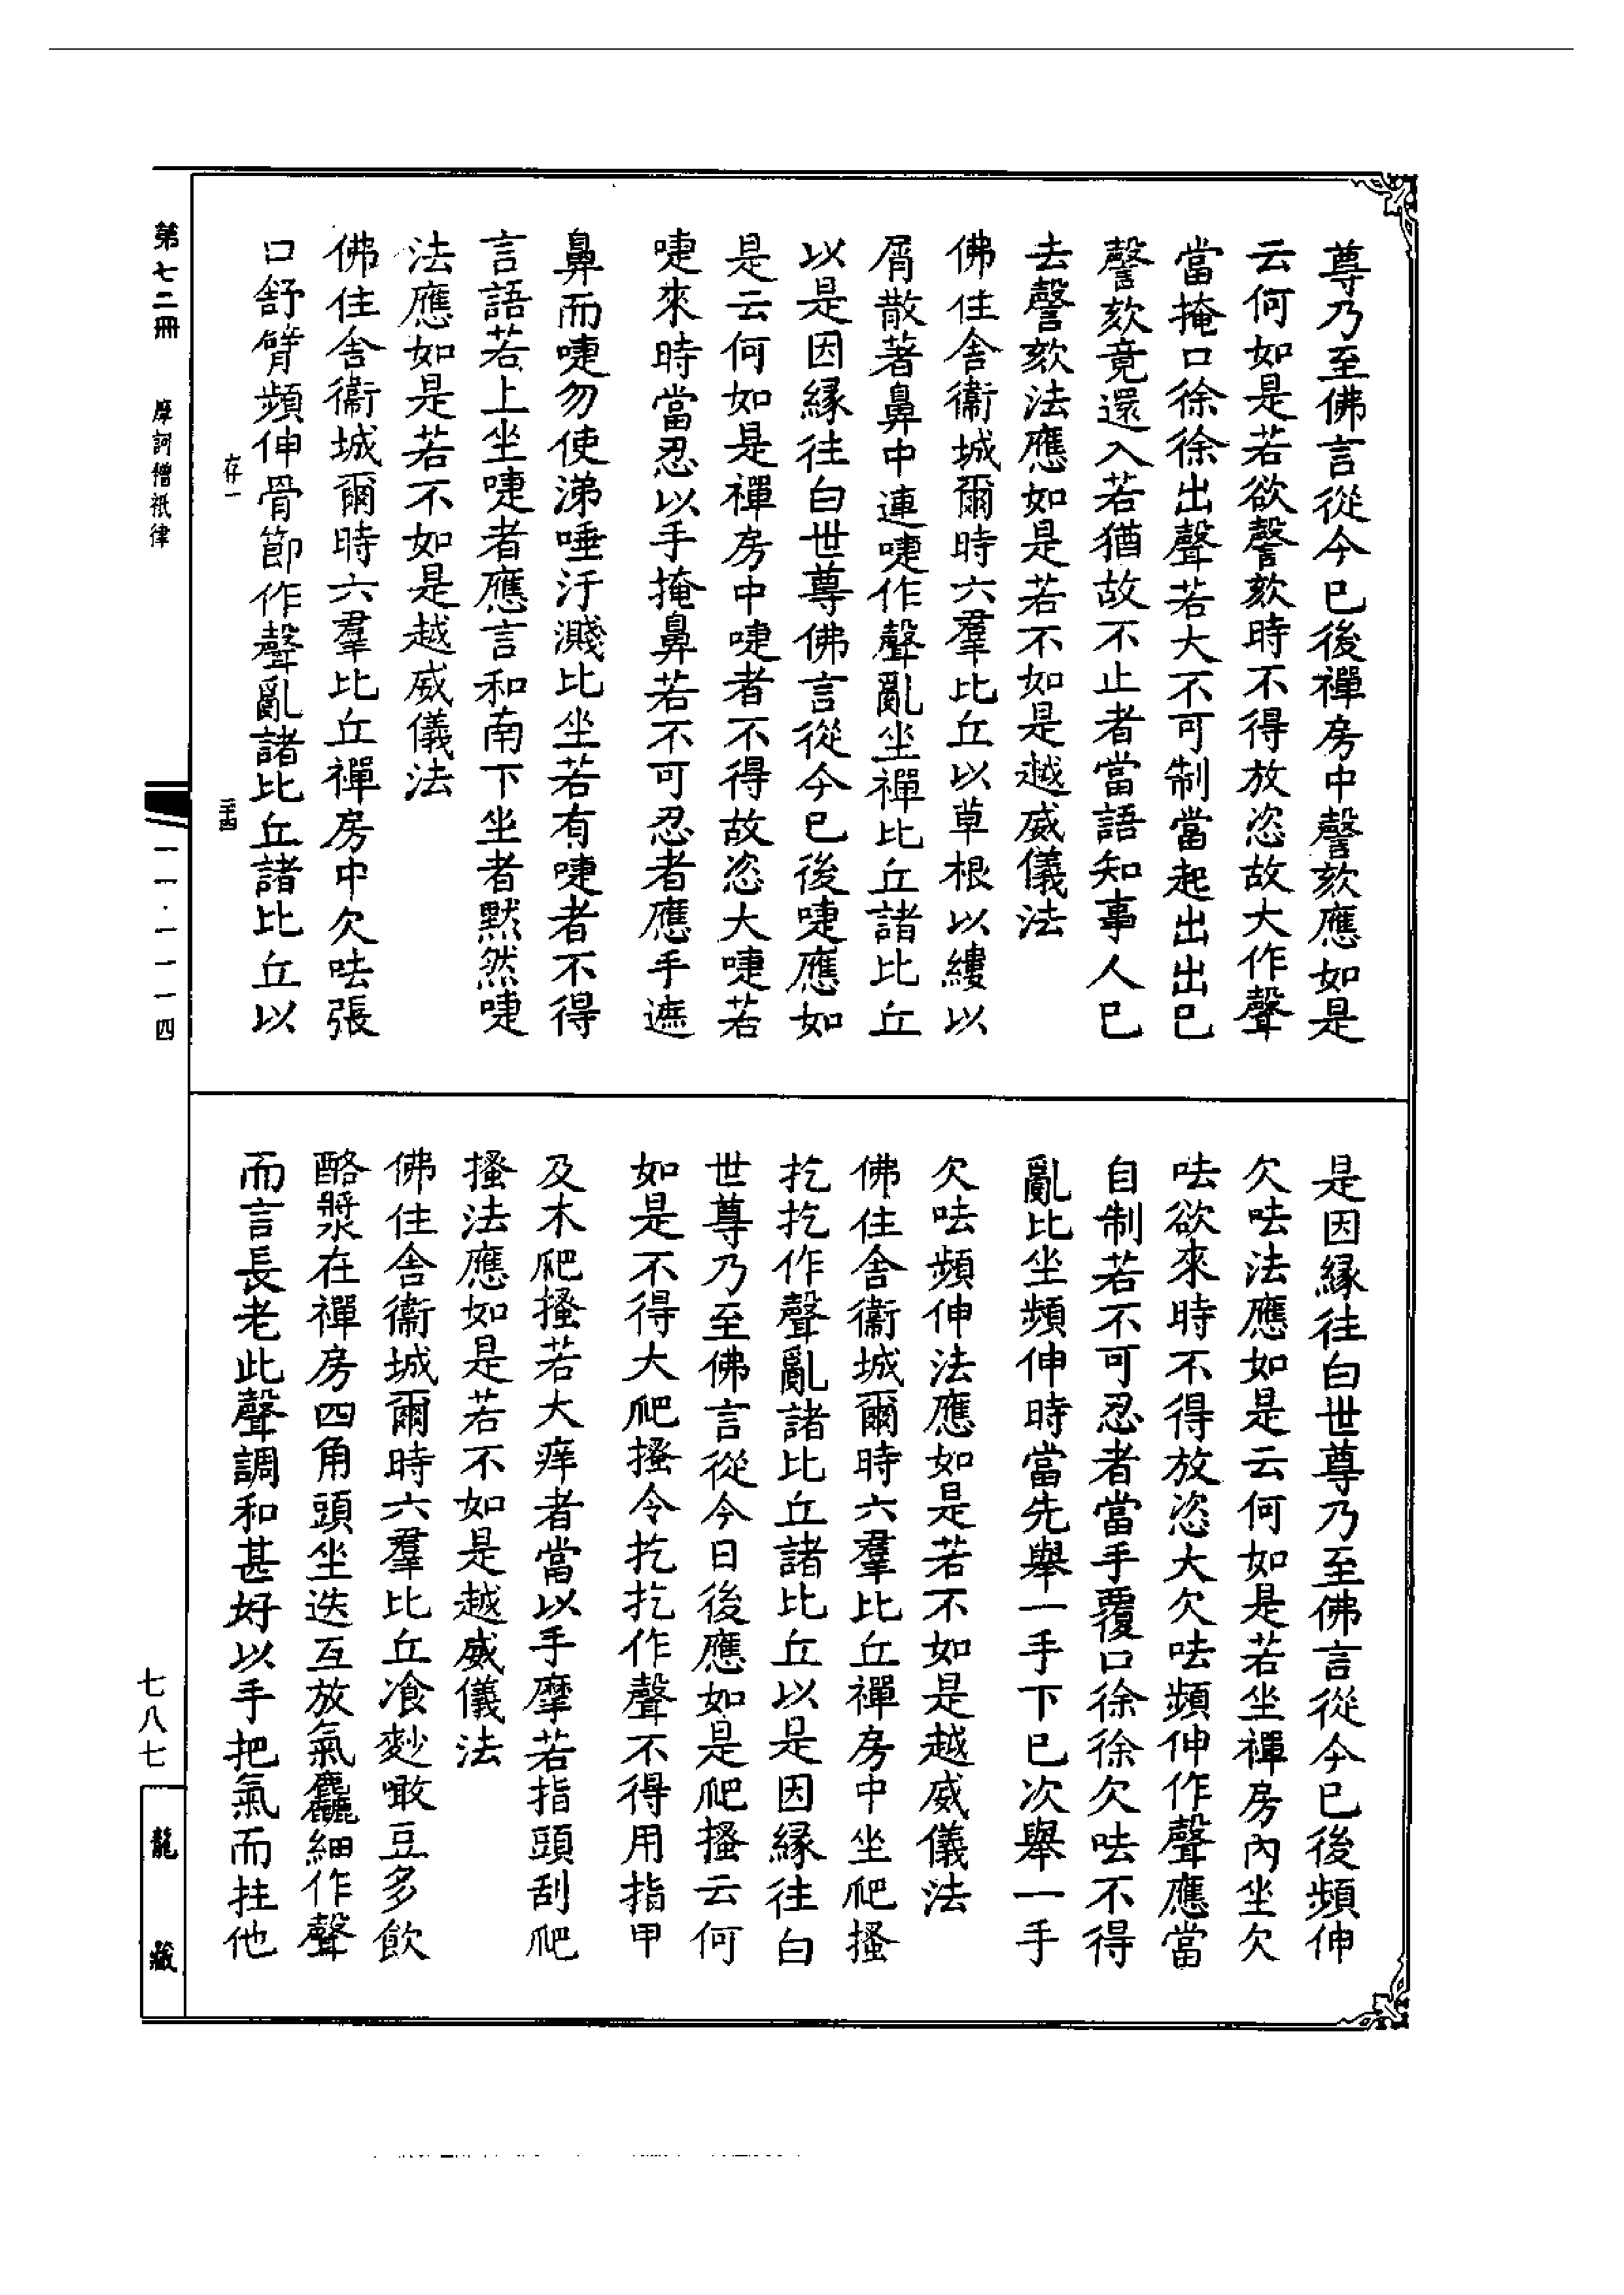 尊乃至佛言從今已後禪房中謦欬應如是
云何如是若欲謦欬時不得放恣故大作聲
當掩口徐徐出聲若大不可制當起出出已
謦欬竟還入若猶故不止者當語知事人已
去謦欬法應如是若不如是越威儀法
佛住舍衞城爾時六羣比丘以草根以縷以
屑散著鼻中連啑作聲亂坐禪比丘諸比丘
以是因緣往白世尊佛言從今已後啑應如
是云何如是禪房中啑者不得故恣大啑若
啑來時當忍以手掩鼻若不可忍者應手遮
鼻而啑勿使涕唾汙濺比坐若有啑者不得
言語若上坐啑者應言和南下坐者默然啑
法應如是若不如是越威儀法
佛住舍衞城爾時六羣比丘禪房中欠呿張
口舒臂頻伸骨節作聲亂諸比丘諸比丘以
是因緣往白世尊乃至佛言從今已後頻伸
欠呿法應如是云何如是若坐禪房內坐欠
呿欲來時不得放恣大欠呿頻伸作聲應當
自制若不可忍者當手覆口徐徐欠呿不得
亂比坐頻伸時當先舉一手下已次舉一手
欠呿頻伸法應如是若不如是越威儀法
佛住舍衞城爾時六羣比丘禪房中坐爬搔
扢扢作聲亂諸比丘諸比丘以是因緣往白
世尊乃至佛言從今日後應如是爬搔云何
如是不得大爬搔令扢扢作聲不得用指甲
及木爬搔若大痒者當以手摩若指頭刮爬
搔法應如是若不如是越威儀法
佛住舍衞城爾時六羣比丘飡麨噉豆多飲
酪漿在禪房四角頭坐迭互放氣麤細作聲
而言長老此聲調和甚好以手把氣而拄他
存一
第七二冊
摩訶僧祇律
一一·一一一四
七八七
龍藏